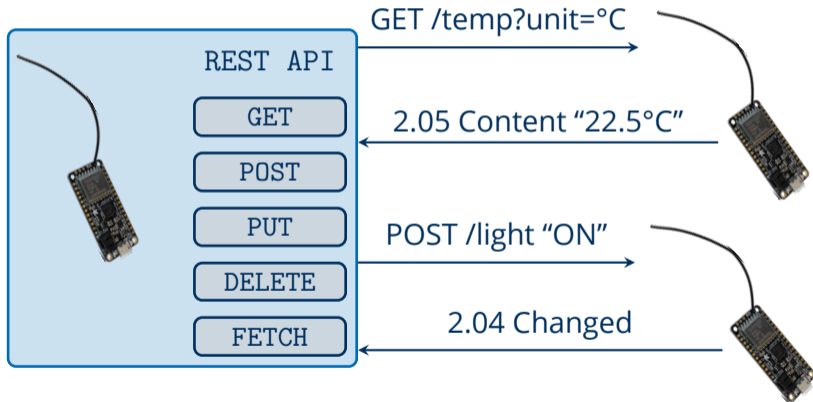 REST API
GET
POST
PUT
DELETE
FETCH
GET /temp?unit=°C
2.05 Content “22.5°C”
POST /light “ON”
2.04 Changed